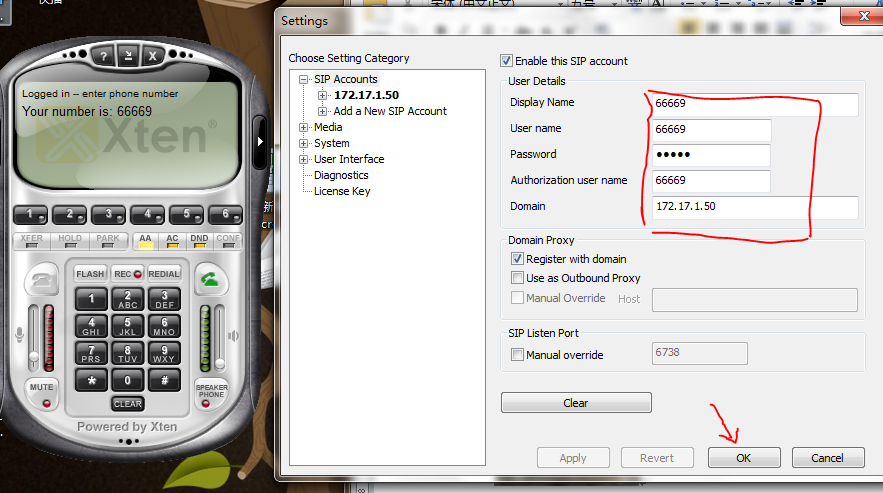 ? X
Logged in -- enter phone number
Your number is: 66669
Xten®
1 2 3 4 5 6
XFER HOLD PARK AA AC DND CONF
FLASH REC REDIAL
1 2 ABC 3 DEF
4 GHI 5 JKL 6 MNO
7 PRS 8 TUV 9 WXY
* 0 #
MUTE
SPEAKER PHONE
CLEAR
Powered by Xten
Settings
Choose Setting Category
SIP Accounts
172.17.1.50
Add a New SIP Account
Media
System
User Interface
Diagnostics
License Key
Enable this SIP account
User Details
Display Name 66669
User name 66669
Password •••••
Authorization user name 66669
Domain 172.17.1.50
Domain Proxy
Register with domain
Use as Outbound Proxy
Manual Override Host
SIP Listen Port
Manual override 6738
Clear
Apply Revert OK Cancel